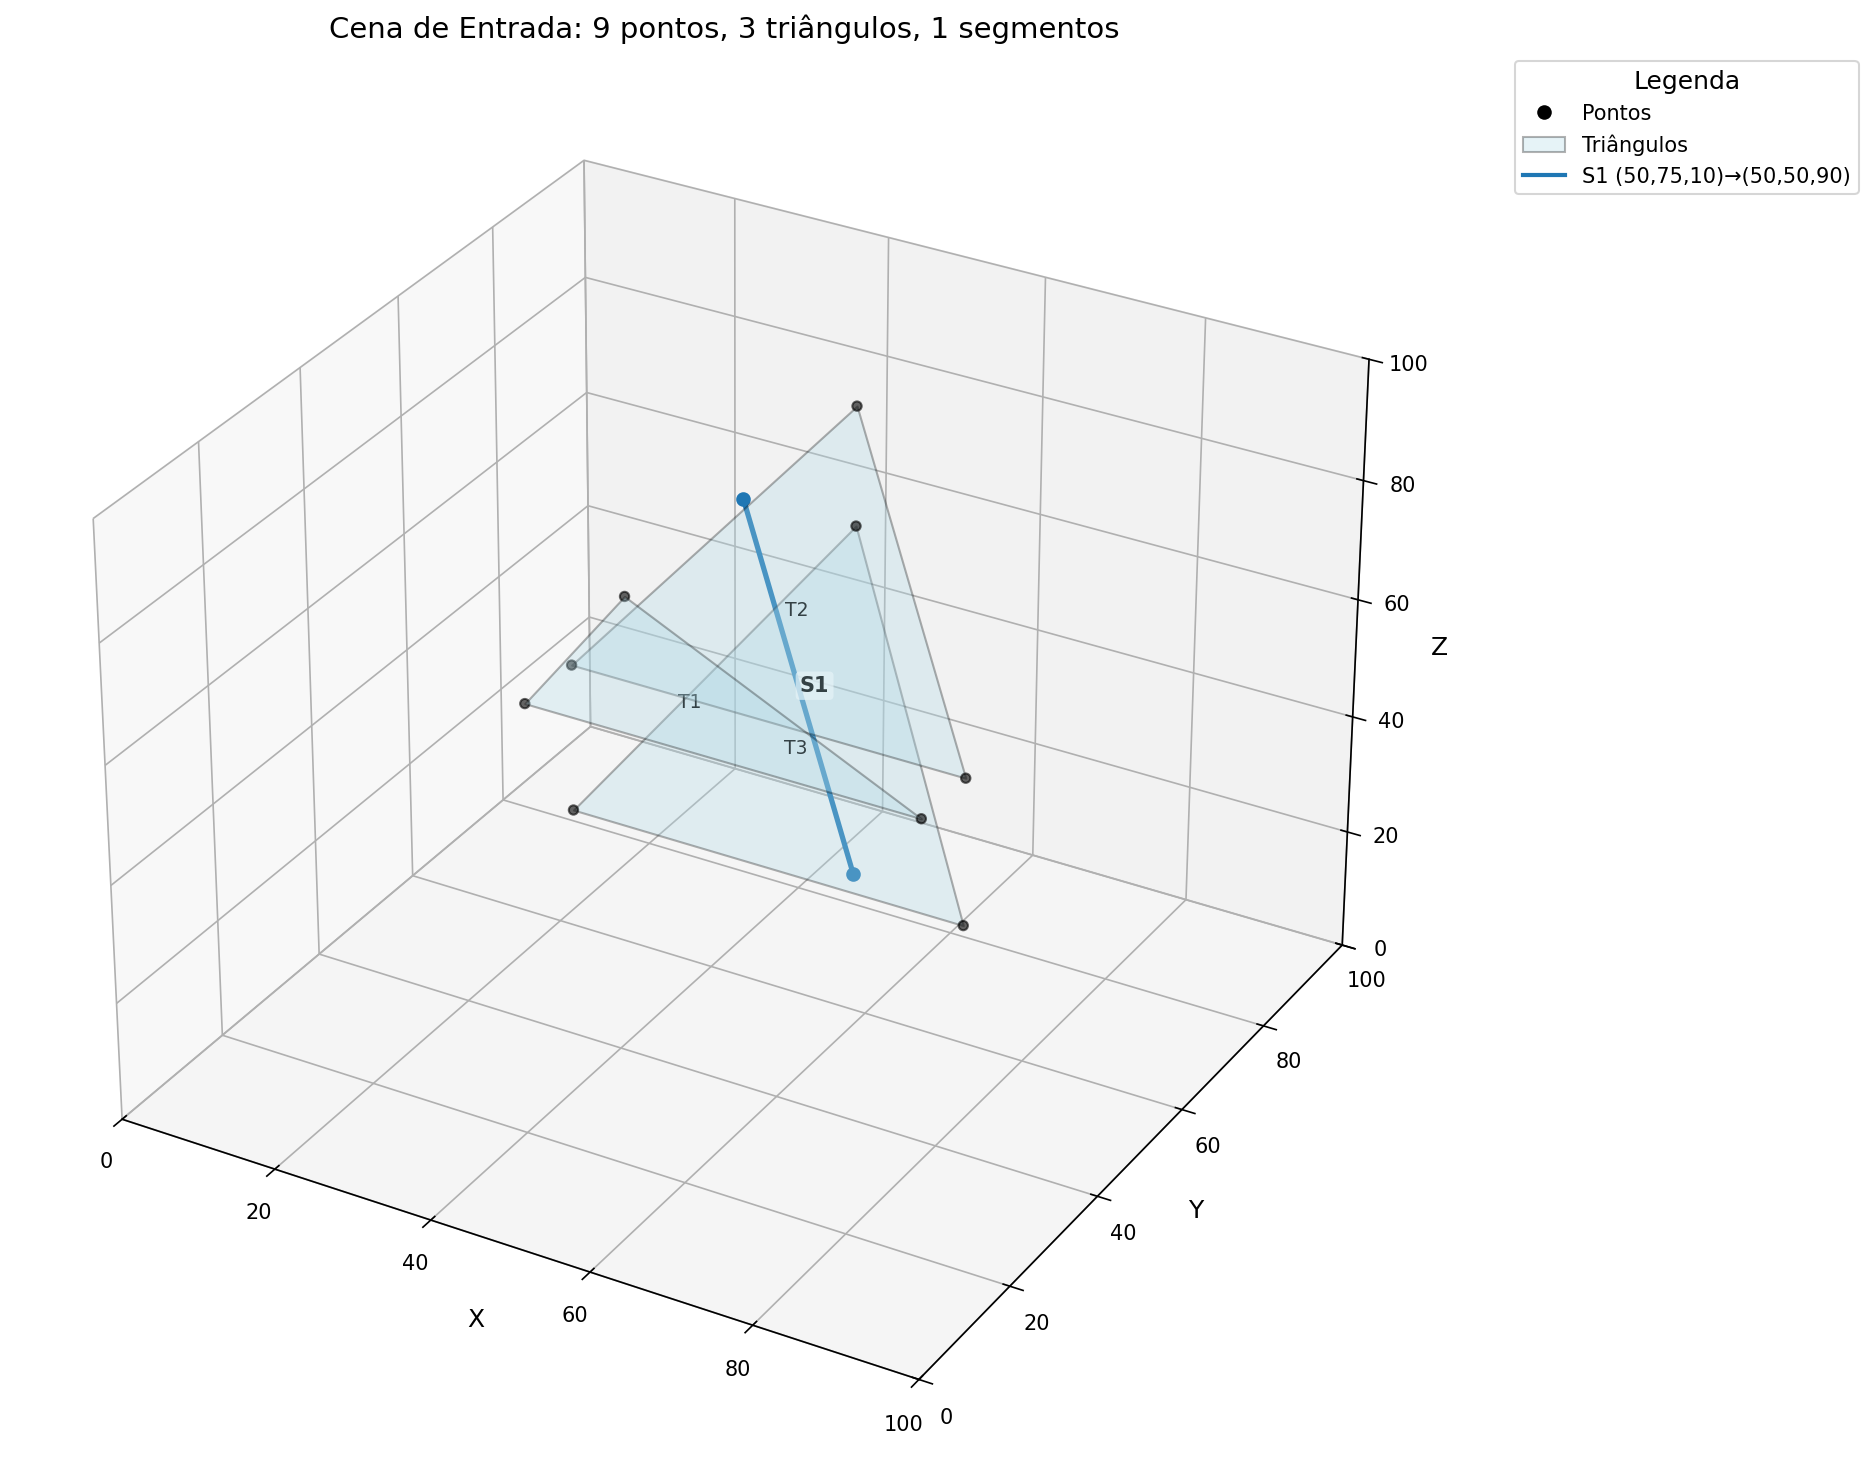 Cena de Entrada: 9 pontos, 3 triângulos, 1 segmentos
Legenda
Pontos
Triângulos
S1 (50,75,10)→(50,50,90)
T2
S1
T1
T3
100
80
60
40
20
0
Z
100
80
60
40
20
0
Y
0
20
40
60
80
100
X